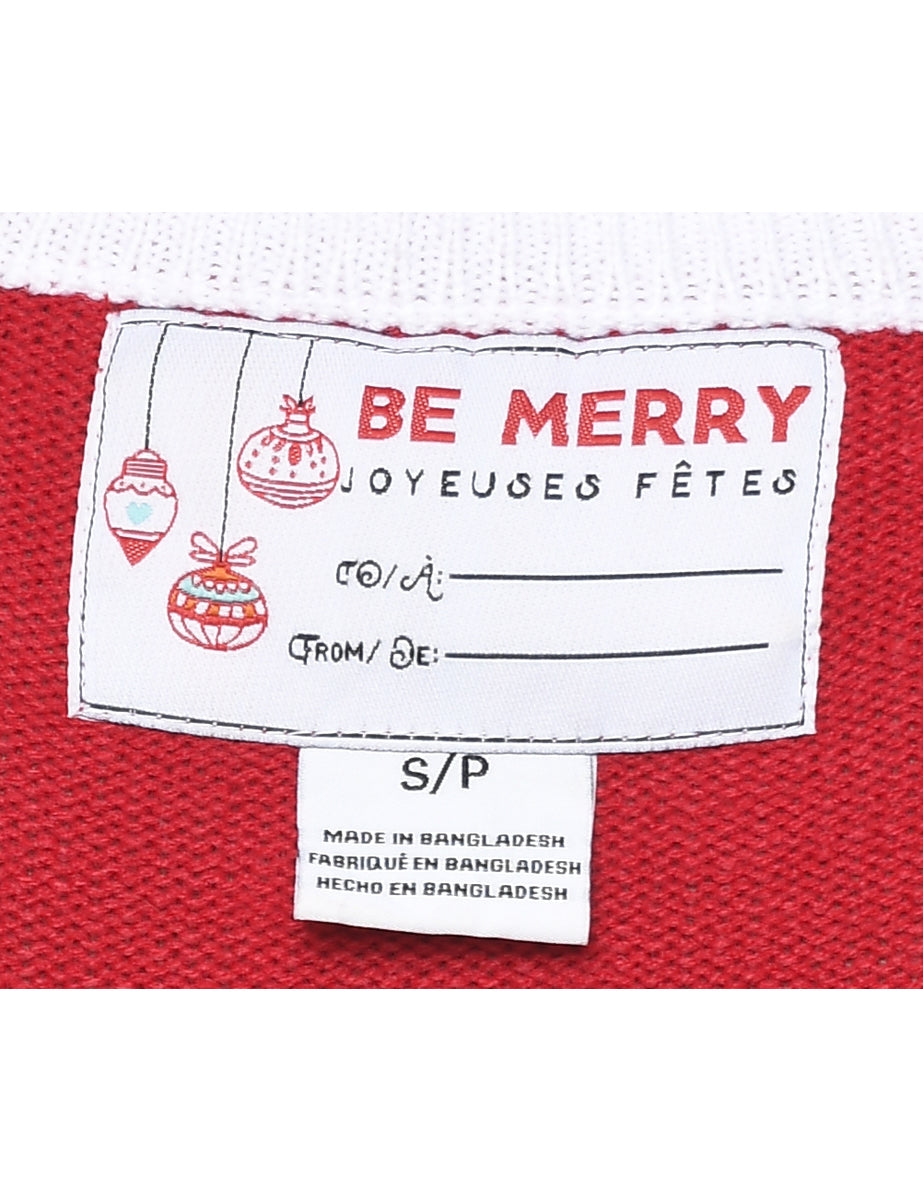 BE MERRY
JOYEUSES FÊTES
TO/À:
FROM/DE:
S/P
MADE IN BANGLADESH
FABRIQUÉ EN BANGLADESH
HECHO EN BANGLADESH